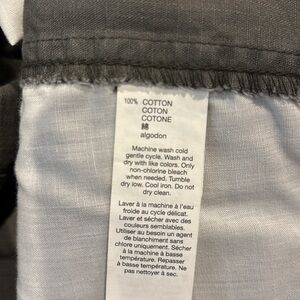 100% COTTON
COTON
COTONE
綿
algodon
Machine wash cold
gentle cycle. Wash and
dry with like colors. Only
non-chlorine bleach
when needed. Tumble
dry low. Cool iron. Do not
dry clean.
Laver à la machine à l'eau
froide au cycle délicat.
Laver et sécher avec des
couleurs semblables.
Utiliser au besoin un agent
de blanchiment sans
chlore uniquement. Sécher
à la machine à basse
température. Repasser
à basse température. Ne
pas nettoyer à sec.